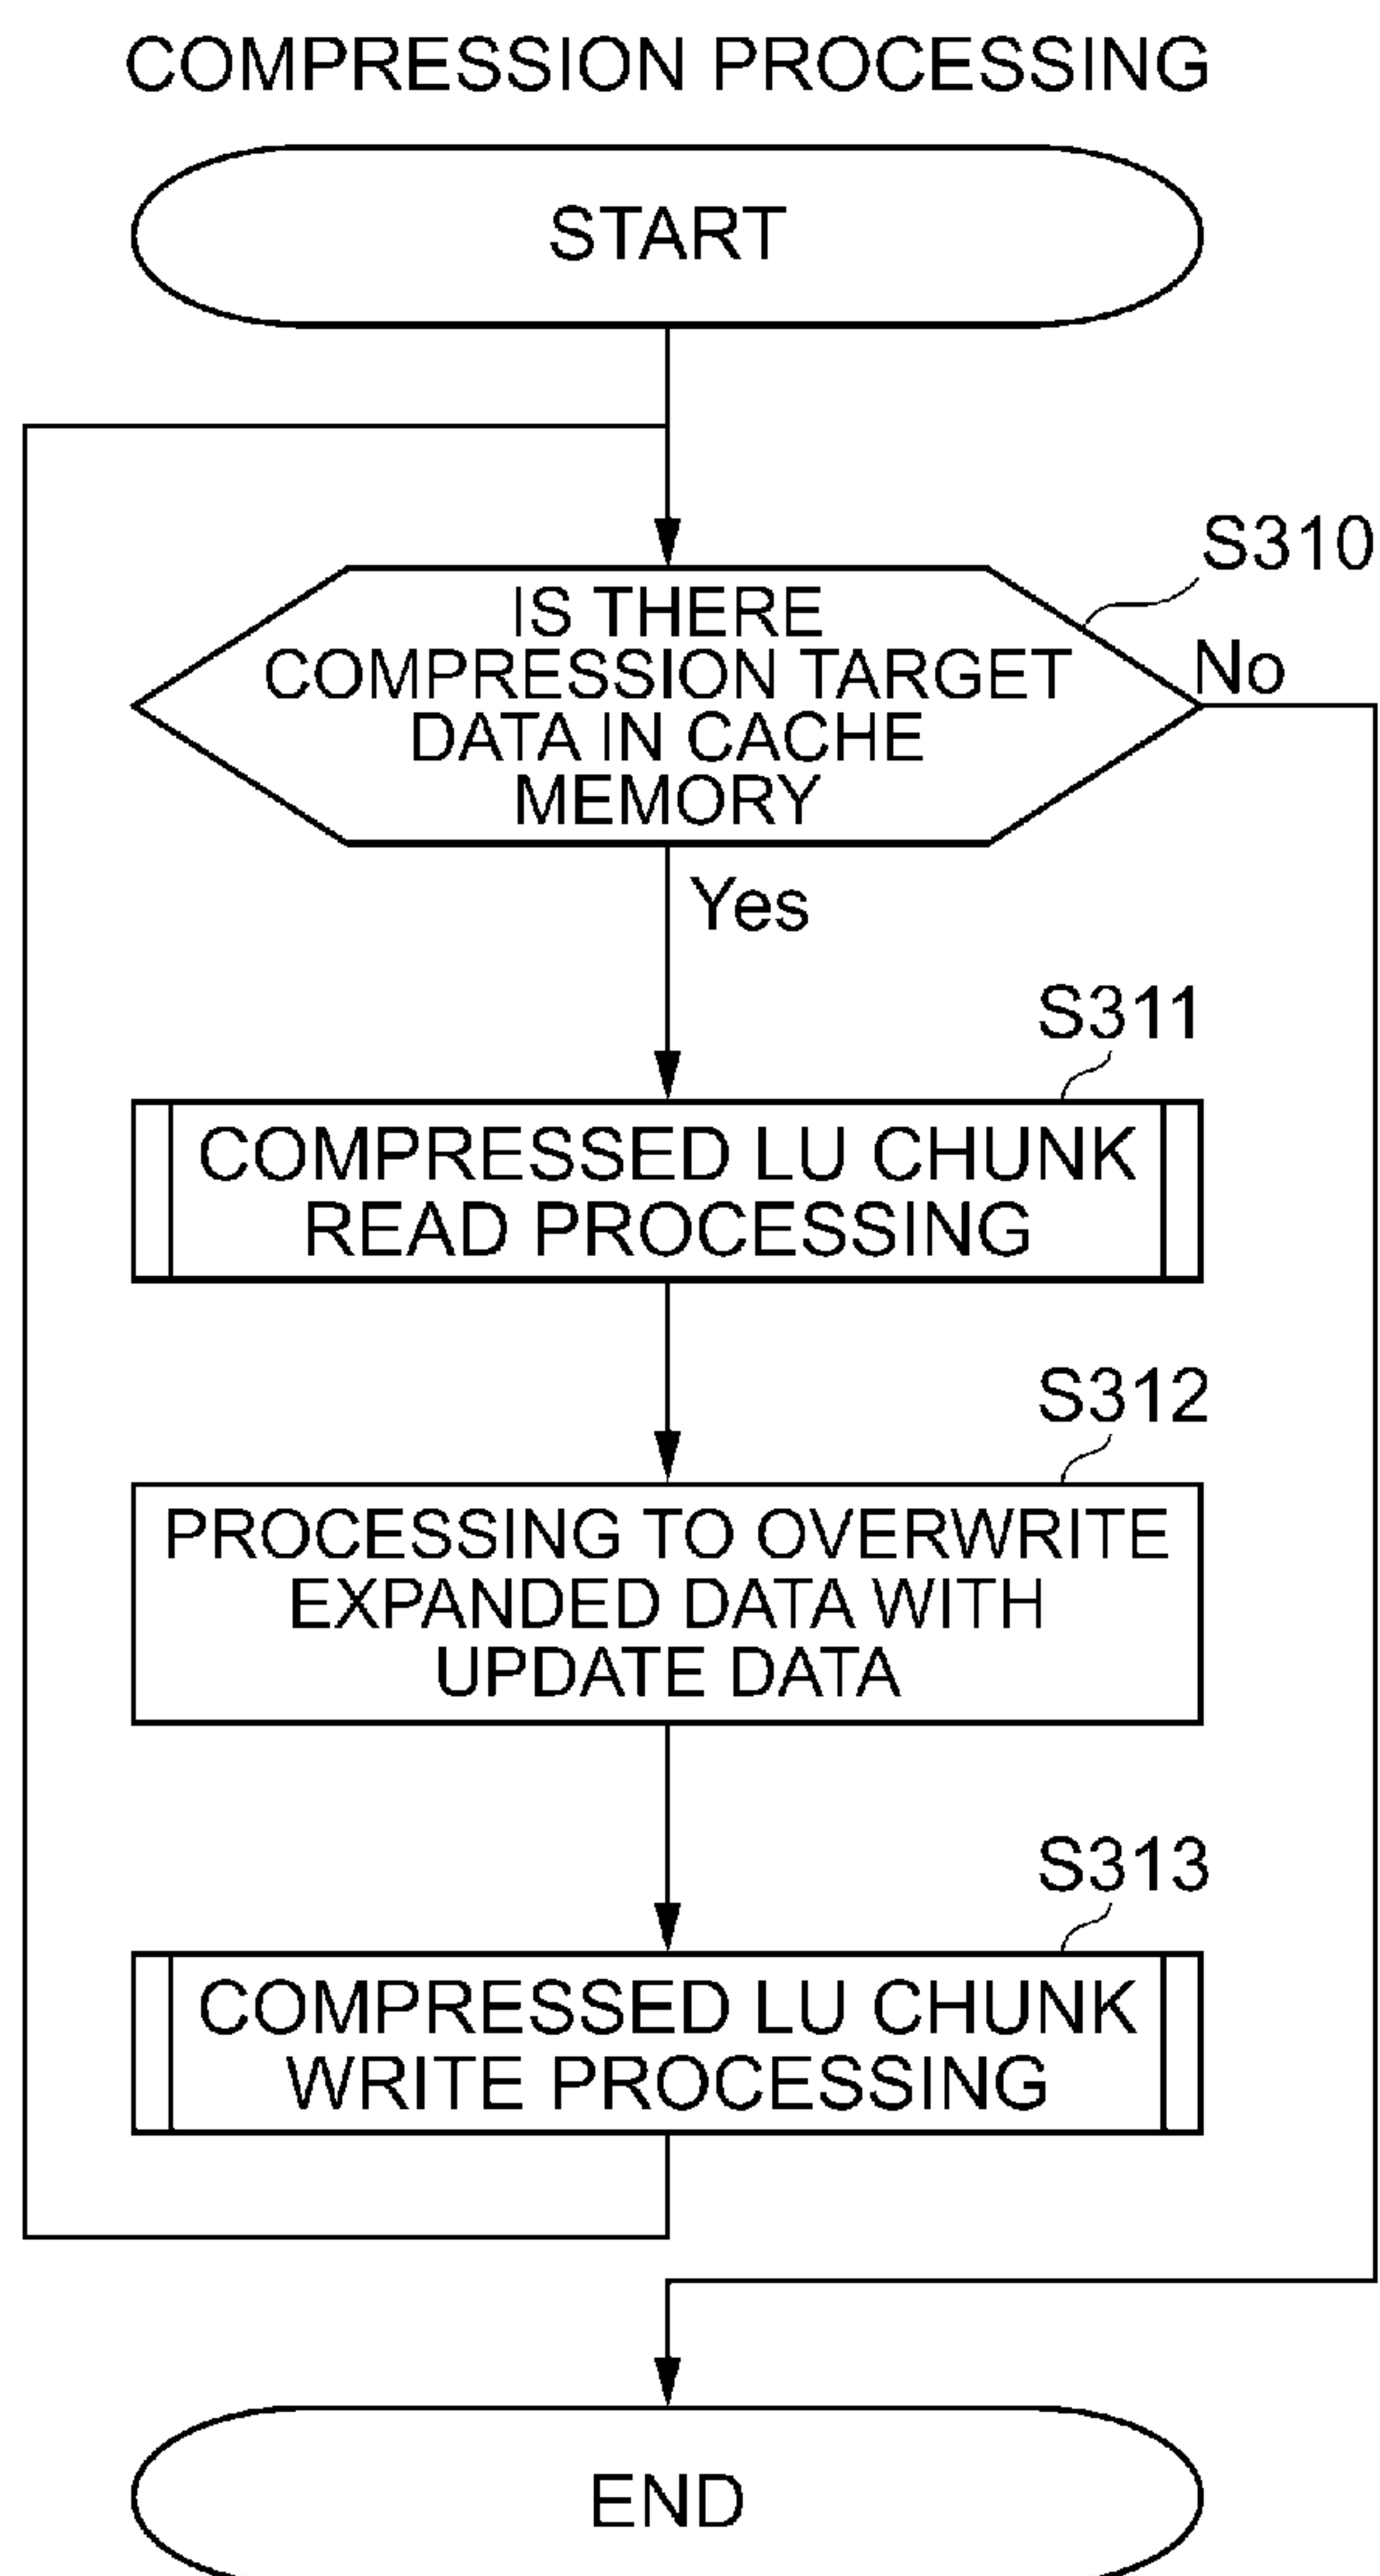 COMPRESSION PROCESSING
START
S310
IS THERE
COMPRESSION TARGET
DATA IN CACHE
MEMORY
No
Yes
S311
COMPRESSED LU CHUNK
READ PROCESSING
S312
PROCESSING TO OVERWRITE
EXPANDED DATA WITH
UPDATE DATA
S313
COMPRESSED LU CHUNK
WRITE PROCESSING
END